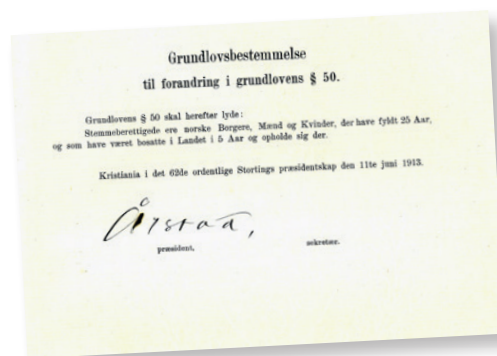 Grundlovsbestemmelse
til forandring i grundlovens § 50.
Grundlovens § 50 skal herefter lyde:
Stemmeberettigede ere norske Borgere, Mænd og Kvinder, der have fyldt 25 Aar,
og som have været bosatte i Landet i 5 Aar og opholde sig der.
Kristiania i det 62de ordentlige Stortings præsidentskap den 11te juni 1913.
Årstad,
præsident. sekretær.